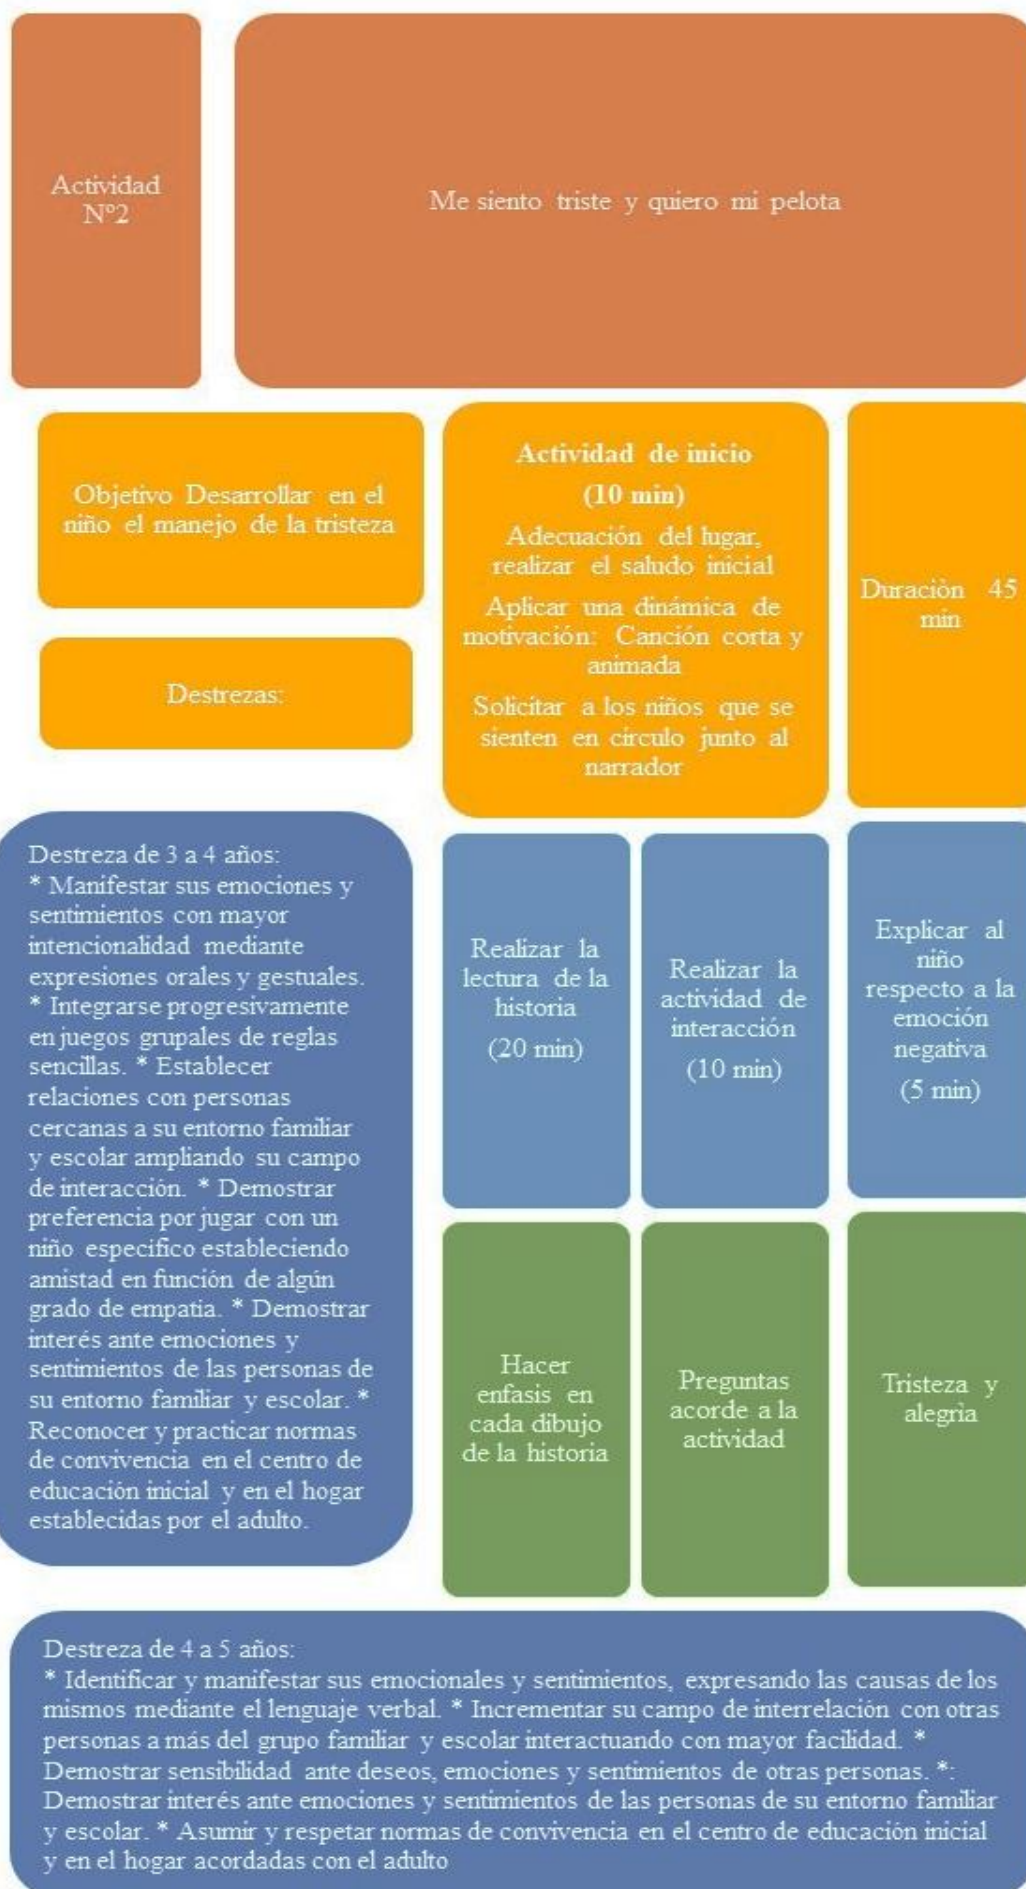 Actividad
Nº2
Me siento triste y quiero mi pelota
Objetivo Desarrollar en el
niño el manejo de la tristeza
Destrezas:
Actividad de inicio
(10 min)
Adecuación del lugar,
realizar el saludo inicial
Aplicar una dinámica de
motivación: Canción corta y
animada
Solicitar a los niños que se
sienten en círculo junto al
narrador
Duraciòn 45
min
Destreza de 3 a 4 años:
* Manifestar sus emociones y
sentimientos con mayor
intencionalidad mediante
expresiones orales y gestuales.
* Integrarse progresivamente
en juegos grupales de reglas
sencillas. * Establecer
relaciones con personas
cercanas a su entorno familiar
y escolar ampliando su campo
de interacción. * Demostrar
preferencia por jugar con un
niño específico estableciendo
amistad en función de algún
grado de empatía. * Demostrar
interés ante emociones y
sentimientos de las personas de
su entorno familiar y escolar. *
Reconocer y practicar normas
de convivencia en el centro de
educación inicial y en el hogar
establecidas por el adulto.
Realizar la
lectura de la
historia
(20 min)
Realizar la
actividad de
interacción
(10 min)
Explicar al
niño
respecto a la
emoción
negativa
(5 min)
Hacer
enfasis en
cada dibujo
de la historia
Preguntas
acorde a la
actividad
Tristeza y
alegrìa
Destreza de 4 a 5 años:
* Identificar y manifestar sus emocionales y sentimientos, expresando las causas de los
mismos mediante el lenguaje verbal. * Incrementar su campo de interrelación con otras
personas a más del grupo familiar y escolar interactuando con mayor facilidad. *
Demostrar sensibilidad ante deseos, emociones y sentimientos de otras personas. *:
Demostrar interés ante emociones y sentimientos de las personas de su entorno familiar
y escolar. * Asumir y respetar normas de convivencia en el centro de educación inicial
y en el hogar acordadas con el adulto